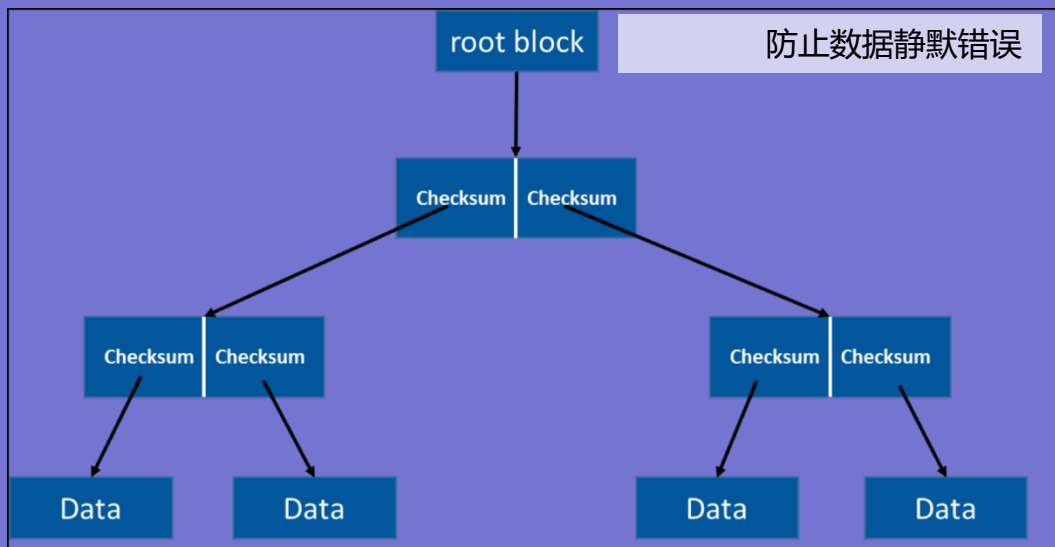 root block
防止数据静默错误
Checksum Checksum
Checksum Checksum Checksum Checksum
Data Data Data Data